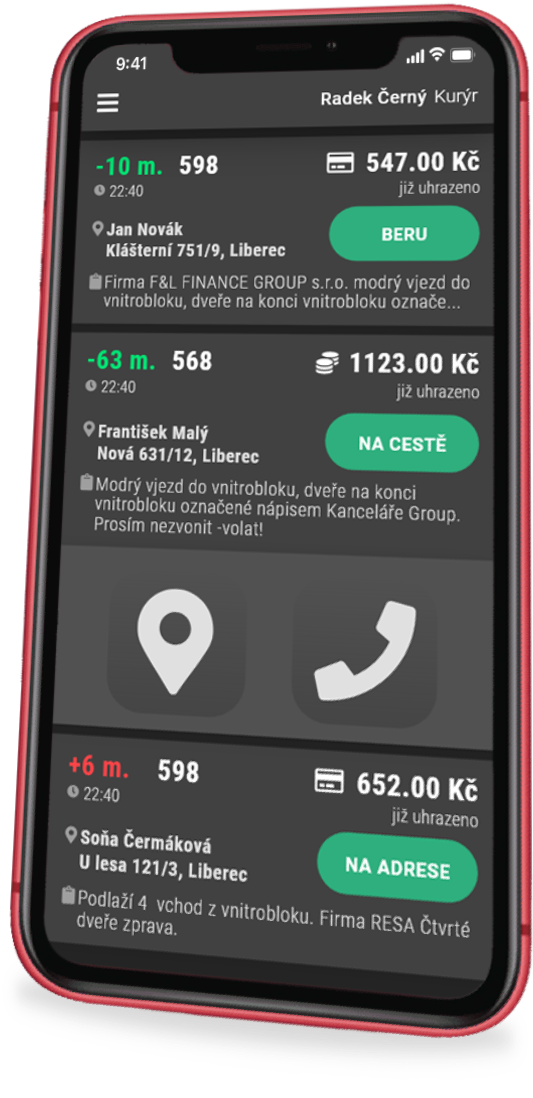 9:41
Radek Černý Kurýr
-10 m. 598 547.00 Kč
22:40 již uhrazeno
Jan Novák
Klášterní 751/9, Liberec
BERU
Firma F&L FINANCE GROUP s.r.o. modrý vjezd do
vnitrobloku, dveře na konci vnitrobloku označe...
-63 m. 568 1123.00 Kč
22:40 již uhrazeno
František Malý
Nová 631/12, Liberec
NA CESTĚ
Modrý vjezd do vnitrobloku, dveře na konci
vnitrobloku označené nápisem Kanceláře Group.
Prosím nezvonit -volat!
+6 m. 598 652.00 Kč
22:40 již uhrazeno
Soňa Čermáková
U lesa 121/3, Liberec
NA ADRESE
Podlaží 4 vchod z vnitrobloku. Firma RESA Čtvrté
dveře zprava.